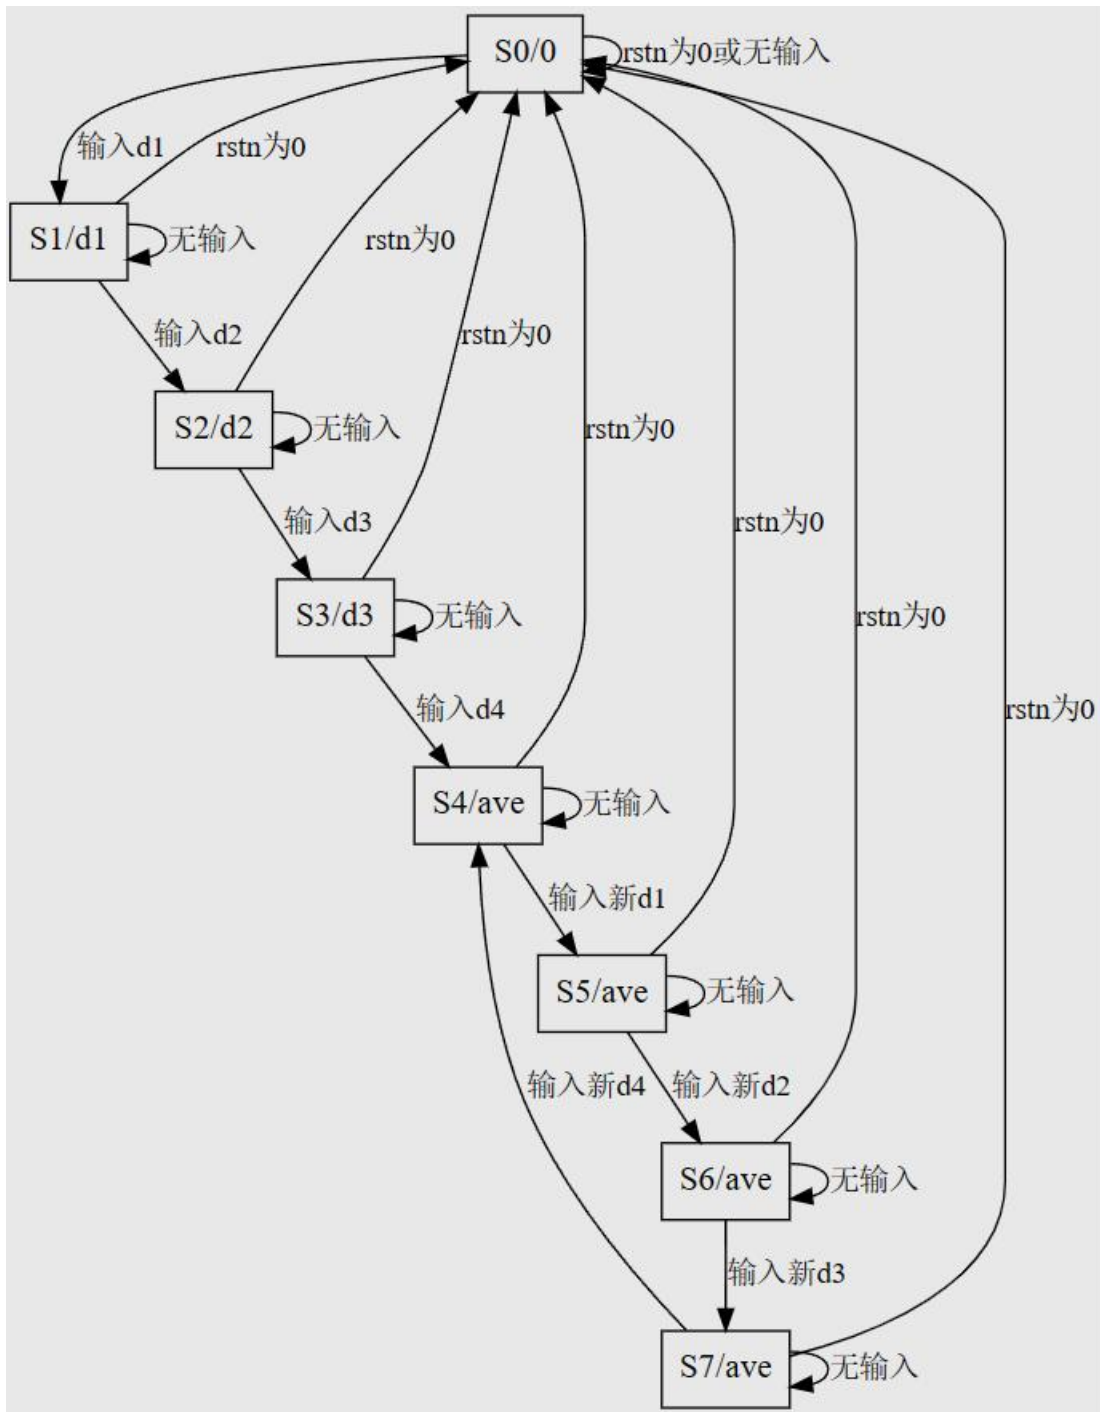 S0/0
rstn为0或无输入
输入d1
rstn为0
S1/d1
无输入
rstn为0
输入d2
rstn为0
S2/d2
无输入
rstn为0
输入d3
rstn为0
S3/d3
无输入
rstn为0
输入d4
rstn为0
S4/ave
无输入
输入新d1
S5/ave
无输入
输入新d4
输入新d2
S6/ave
无输入
输入新d3
S7/ave
无输入